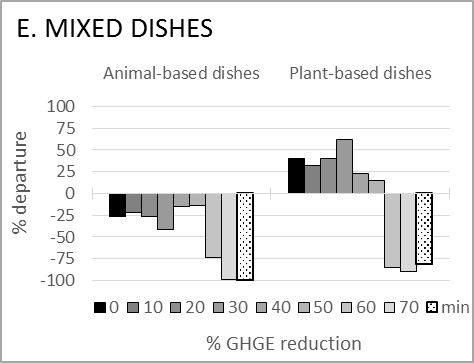 E. MIXED DISHES
Animal-based dishes Plant-based dishes
% departure
100
75
50
25
0
-25
-50
-75
-100
0 10 20 30 40 50 60 70 min
% GHGE reduction